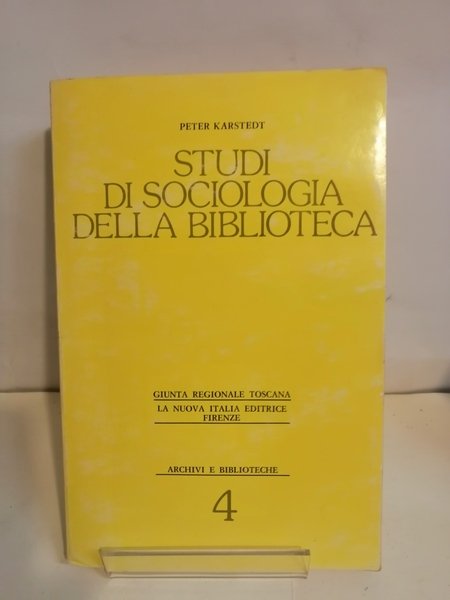 PETER KARSTEDT
STUDI
DI SOCIOLOGIA
DELLA BIBLIOTECA
GIUNTA REGIONALE TOSCANA
LA NUOVA ITALIA EDITRICE
FIRENZE
ARCHIVI E BIBLIOTECHE
4